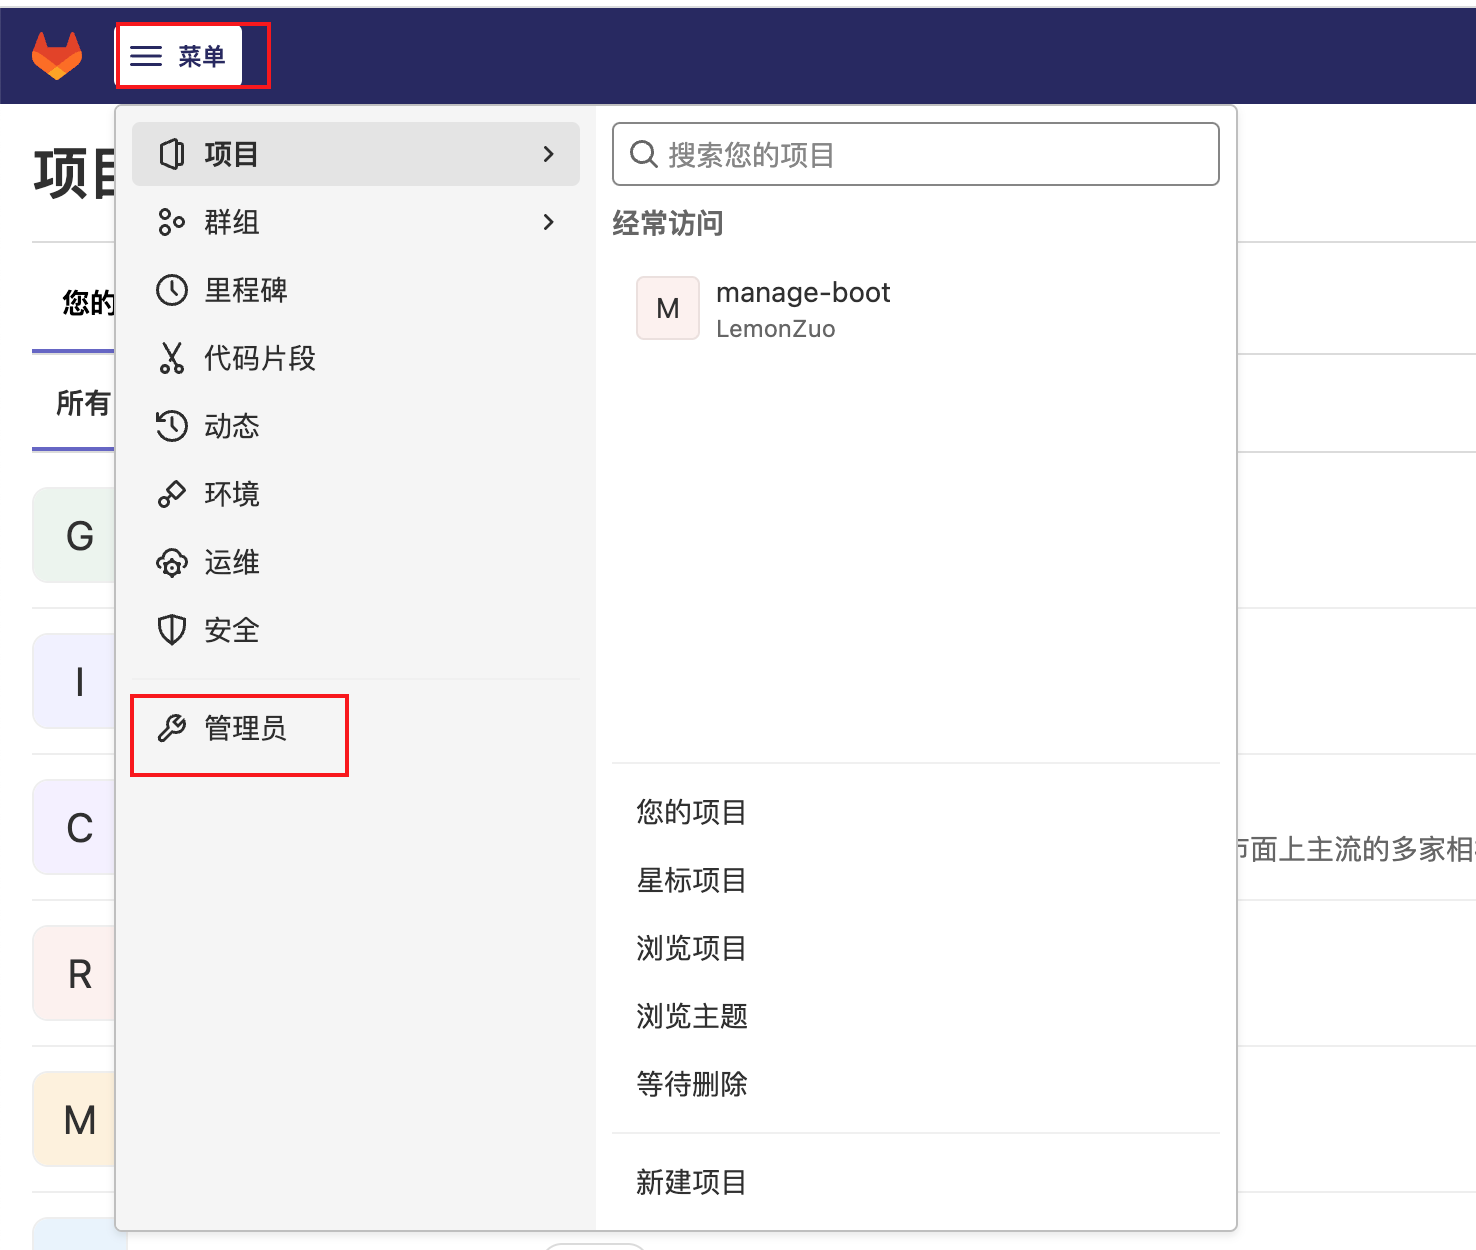 菜单
项目
您的
所有
G
I
C
R
M
项目
群组
里程碑
代码片段
动态
环境
运维
安全
管理员
搜索您的项目
经常访问
M
manage-boot
LemonZuo
您的项目
星标项目
浏览项目
浏览主题
等待删除
新建项目
面上主流的多家相